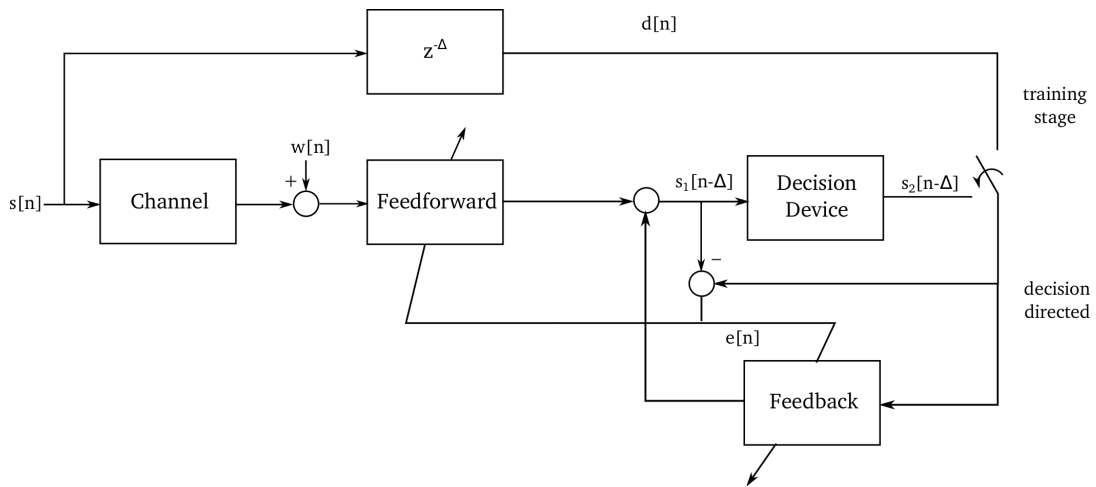 d[n]
z-Δ
training
stage
w[n]
+
s[n]
Channel
Feedforward
s1[n-Δ]
Decision
Device
s2[n-Δ]
–
decision
directed
e[n]
Feedback